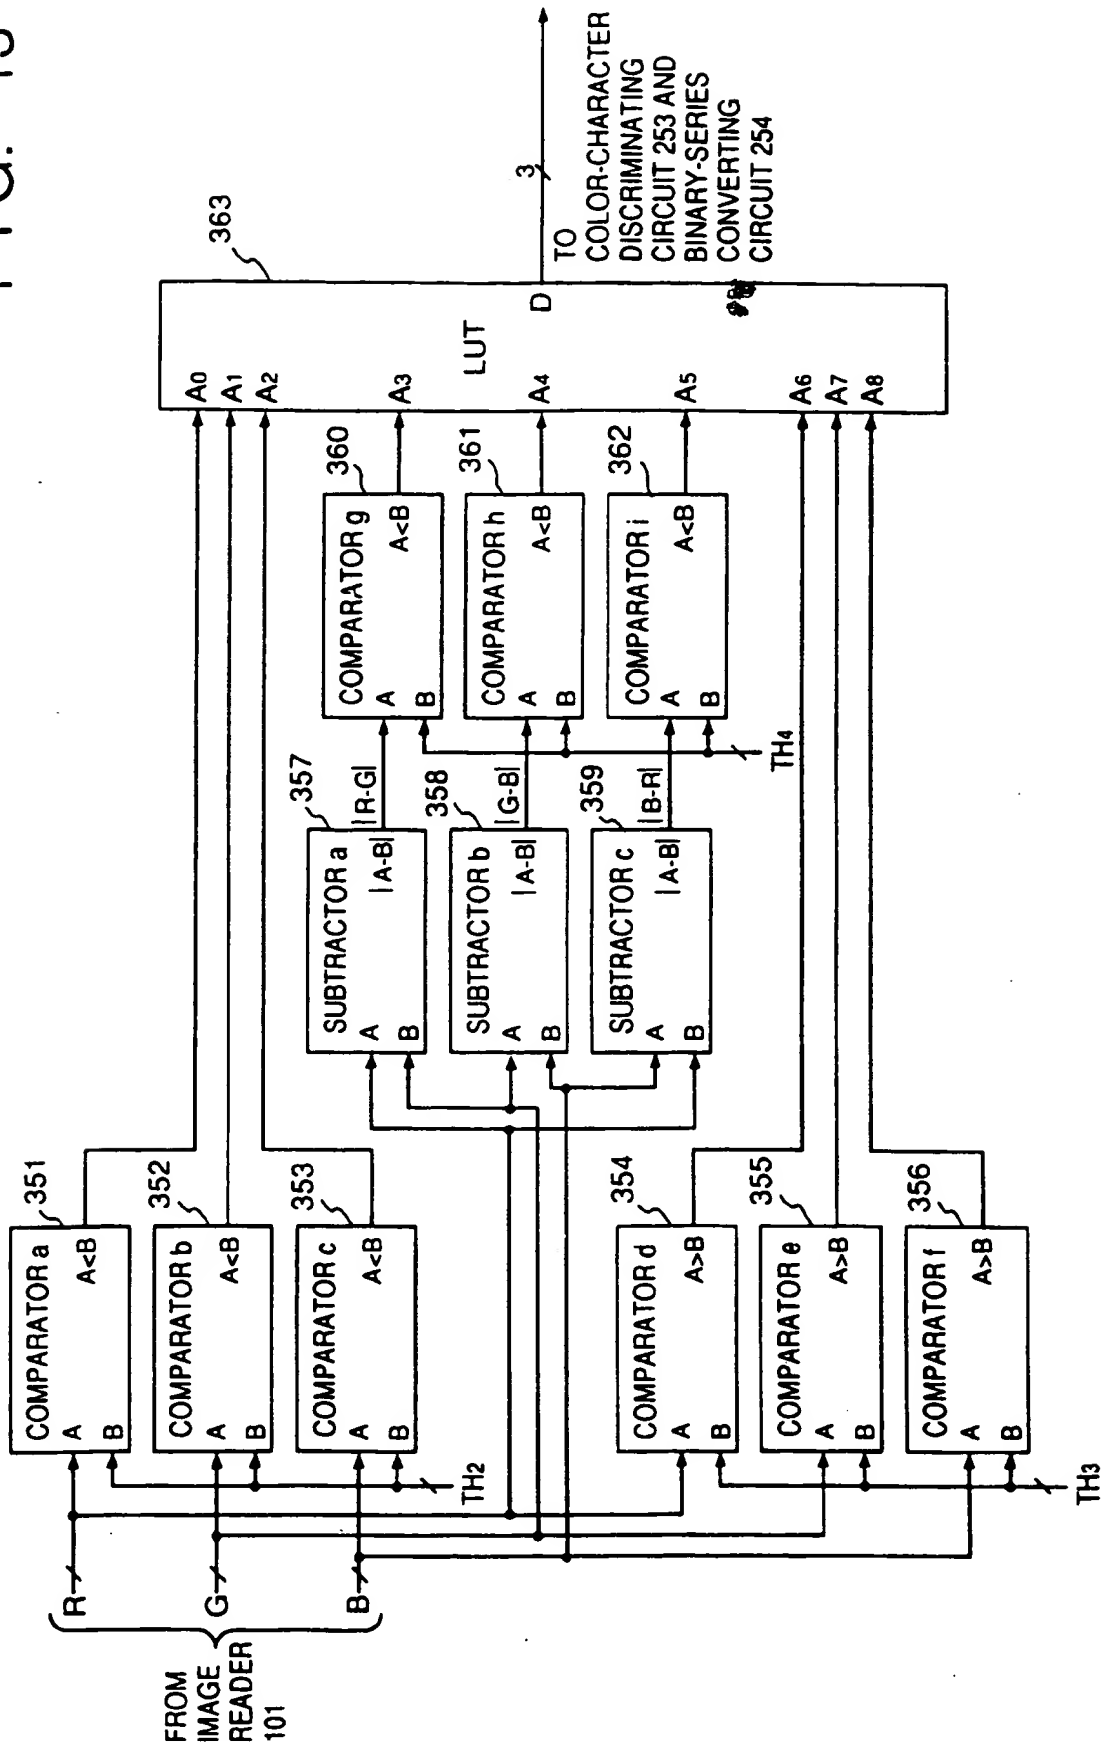 FROM
IMAGE
READER
101
R
G
B
TH2
TH3
351
COMPARATOR a
A
B
A<B
352
COMPARATOR b
A
B
A<B
353
COMPARATOR c
A
B
A<B
354
COMPARATOR d
A
B
A>B
355
COMPARATOR e
A
B
A>B
356
COMPARATOR f
A
B
A>B
357
SUBTRACTOR a
A
B
|A-B|
|R-G|
358
SUBTRACTOR b
A
B
|A-B|
|G-B|
359
SUBTRACTOR c
A
B
|A-B|
|B-R|
TH4
360
COMPARATOR g
A
B
A<B
361
COMPARATOR h
A
B
A<B
362
COMPARATOR i
A
B
A<B
363
A0
A1
A2
A3
A4
A5
A6
A7
A8
LUT
D
3
TO
COLOR-CHARACTER
DISCRIMINATING
CIRCUIT 253 AND
BINARY-SERIES
CONVERTING
CIRCUIT 254